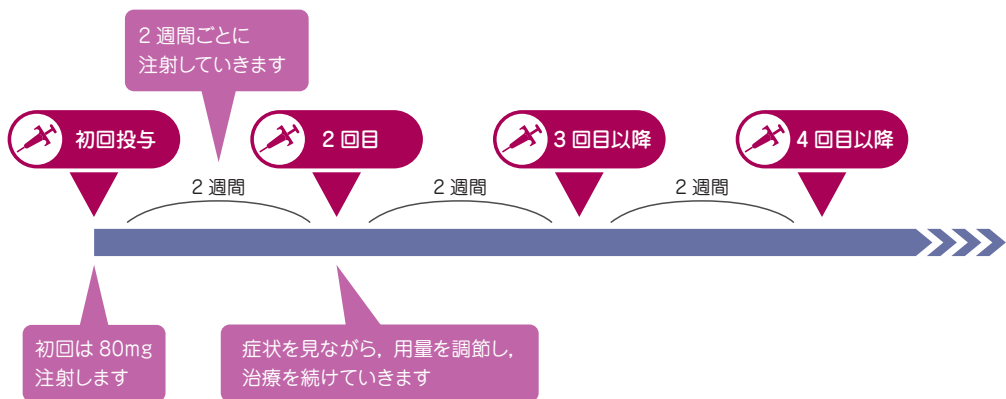 2 週間ごとに
注射していきます
初回投与
2 回目
3 回目以降
4 回目以降
2 週間
2 週間
2 週間
初回は 80mg
注射します
症状を見ながら，用量を調節し，
治療を続けていきます